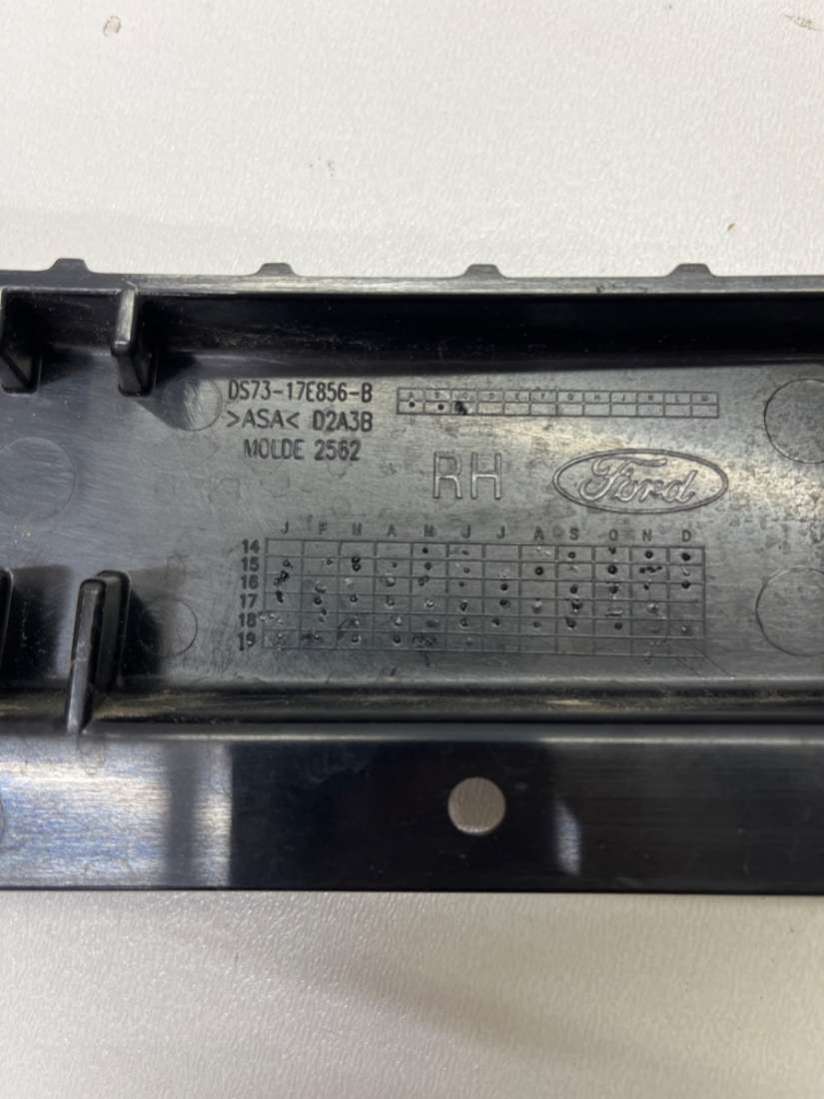 DS73-17E856-B
>ASA< D2A3B
MOLDE 2562
A B C D E F G H J K L M
RH
Ford
J F M A M J J A S O N D
14
15
16
17
18
19